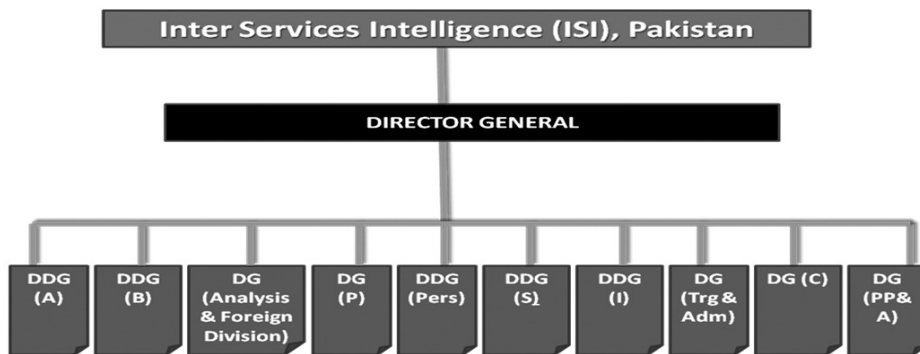 Inter Services Intelligence (ISI), Pakistan
DIRECTOR GENERAL
DDG
(A)
DDG
(B)
DG
(Analysis
& Foreign
Division)
DG
(P)
DDG
(Pers)
DDG
(S)
DDG
(I)
DG
(Trg &
Adm)
DG (C)
DG
(PP&
A)